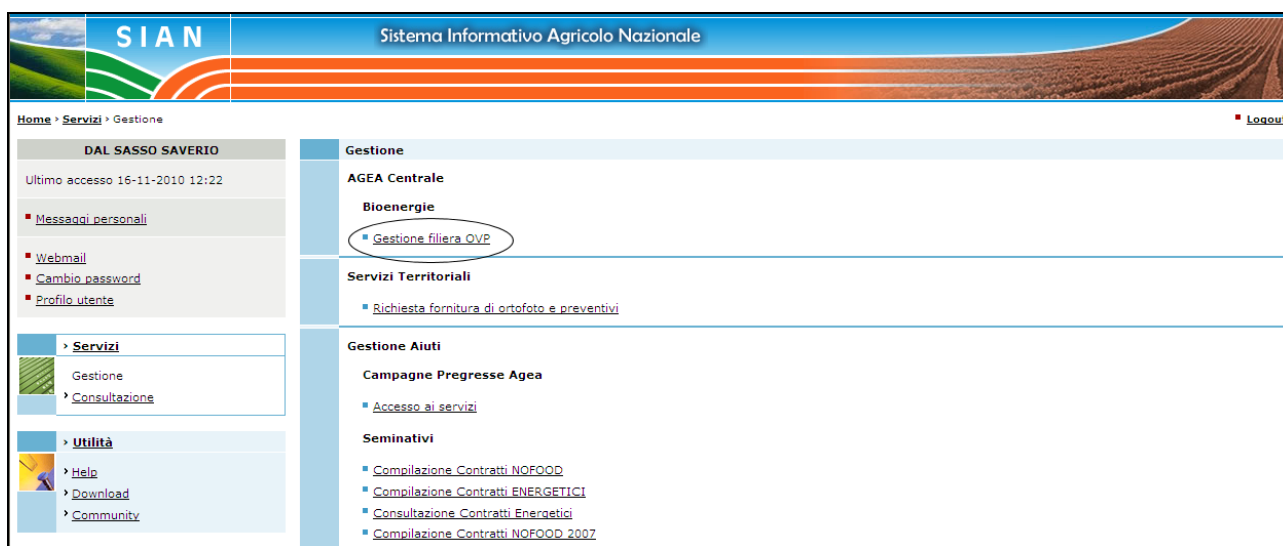 SIAN
Sistema Informativo Agricolo Nazionale
Home › Servizi › Gestione
Logout
DAL SASSO SAVERIO
Ultimo accesso 16-11-2010 12:22
Messaggi personali
Webmail
Cambio password
Profilo utente
› Servizi
Gestione
› Consultazione
› Utilità
› Help
› Download
› Community
Gestione
AGEA Centrale
Bioenergie
Gestione filiera OVP
Servizi Territoriali
Richiesta fornitura di ortofoto e preventivi
Gestione Aiuti
Campagne Pregresse Agea
Accesso ai servizi
Seminativi
Compilazione Contratti NOFOOD
Compilazione Contratti ENERGETICI
Consultazione Contratti Energetici
Compilazione Contratti NOFOOD 2007